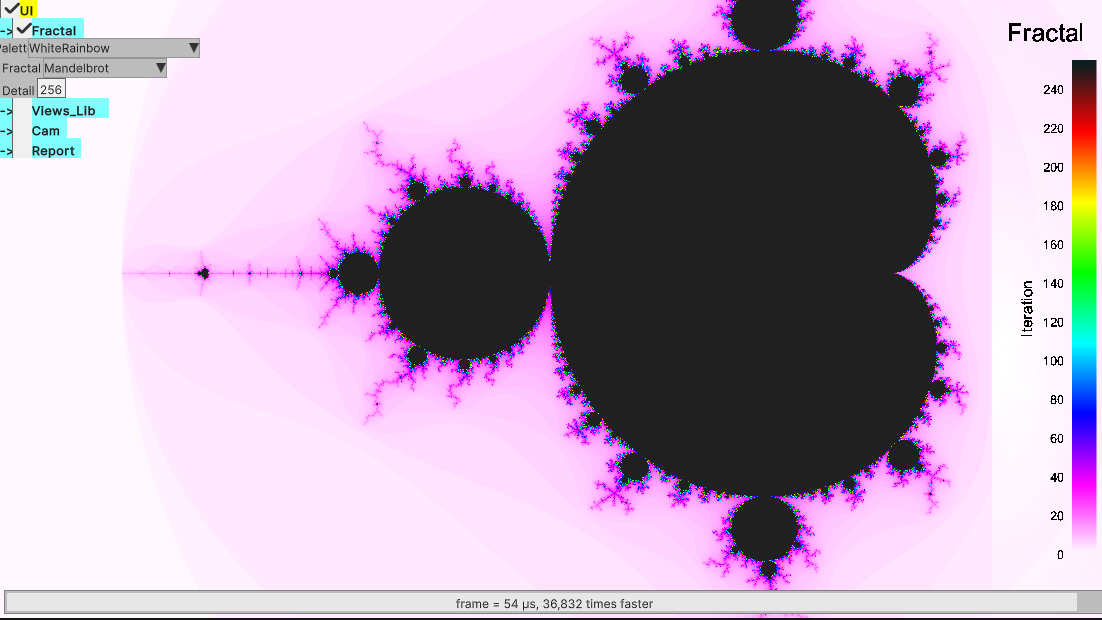 UI
-> Fractal
Palett WhiteRainbow ▼
Fractal Mandelbrot ▼
Detail 256
-> Views_Lib
-> Cam
-> Report
Fractal
240
220
200
180
160
140
120
100
80
60
40
20
0
Iteration
frame = 54 µs, 36,832 times faster